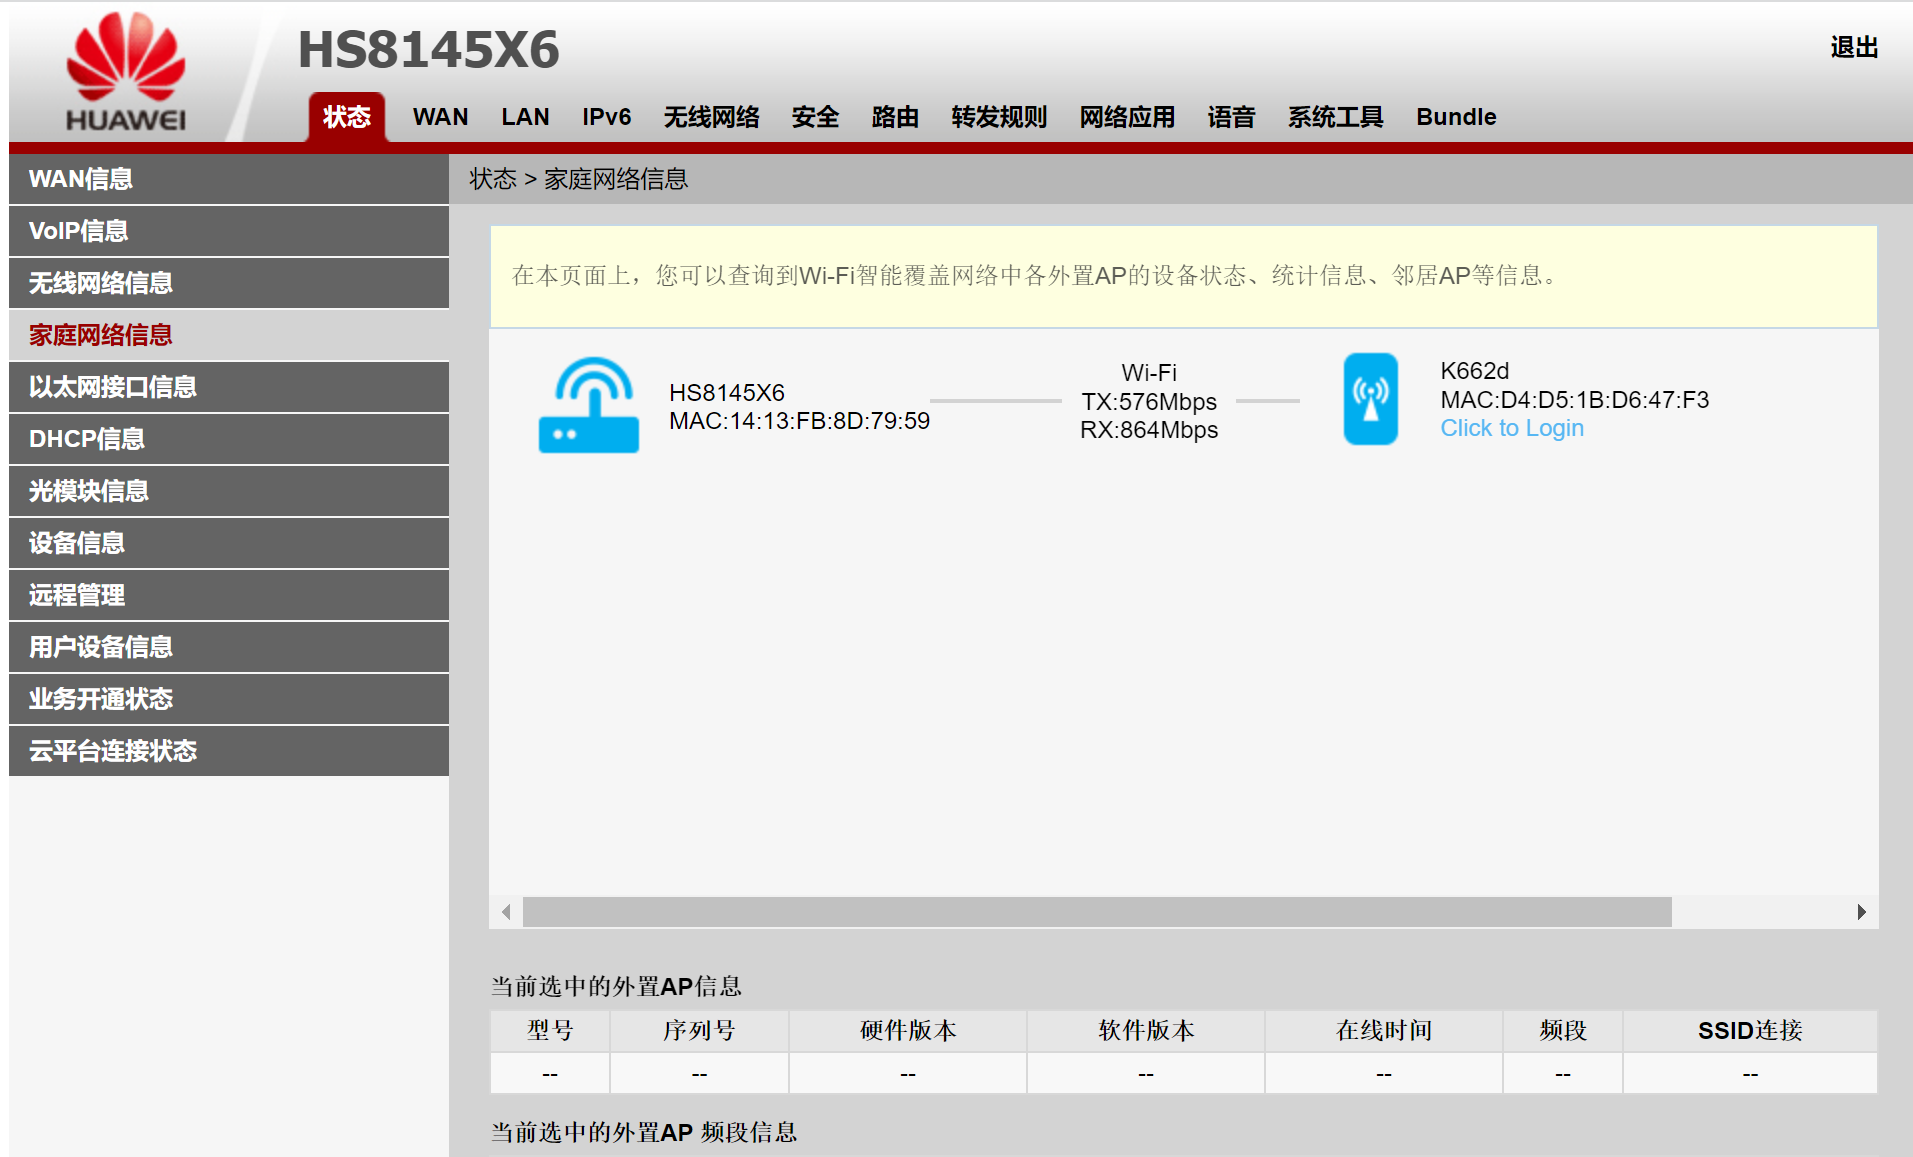 HUAWEI
HS8145X6
退出
状态 WAN LAN IPv6 无线网络 安全 路由 转发规则 网络应用 语音 系统工具 Bundle
WAN信息
VoIP信息
无线网络信息
家庭网络信息
以太网接口信息
DHCP信息
光模块信息
设备信息
远程管理
用户设备信息
业务开通状态
云平台连接状态
状态 > 家庭网络信息
在本页面上，您可以查询到Wi-Fi智能覆盖网络中各外置AP的设备状态、统计信息、邻居AP等信息。
HS8145X6
MAC:14:13:FB:8D:79:59
Wi-Fi
TX:576Mbps
RX:864Mbps
K662d
MAC:D4:D5:1B:D6:47:F3
Click to Login
当前选中的外置AP信息
型号 序列号 硬件版本 软件版本 在线时间 频段 SSID连接
-- -- -- -- -- -- --
当前选中的外置AP 频段信息